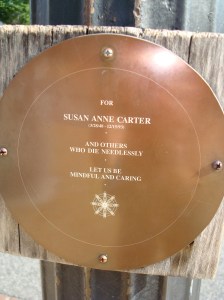 FOR
SUSAN ANNE CARTER
AND OTHERS
WHO DIE NEEDLESSLY
LET US BE
MINDFUL AND CARING